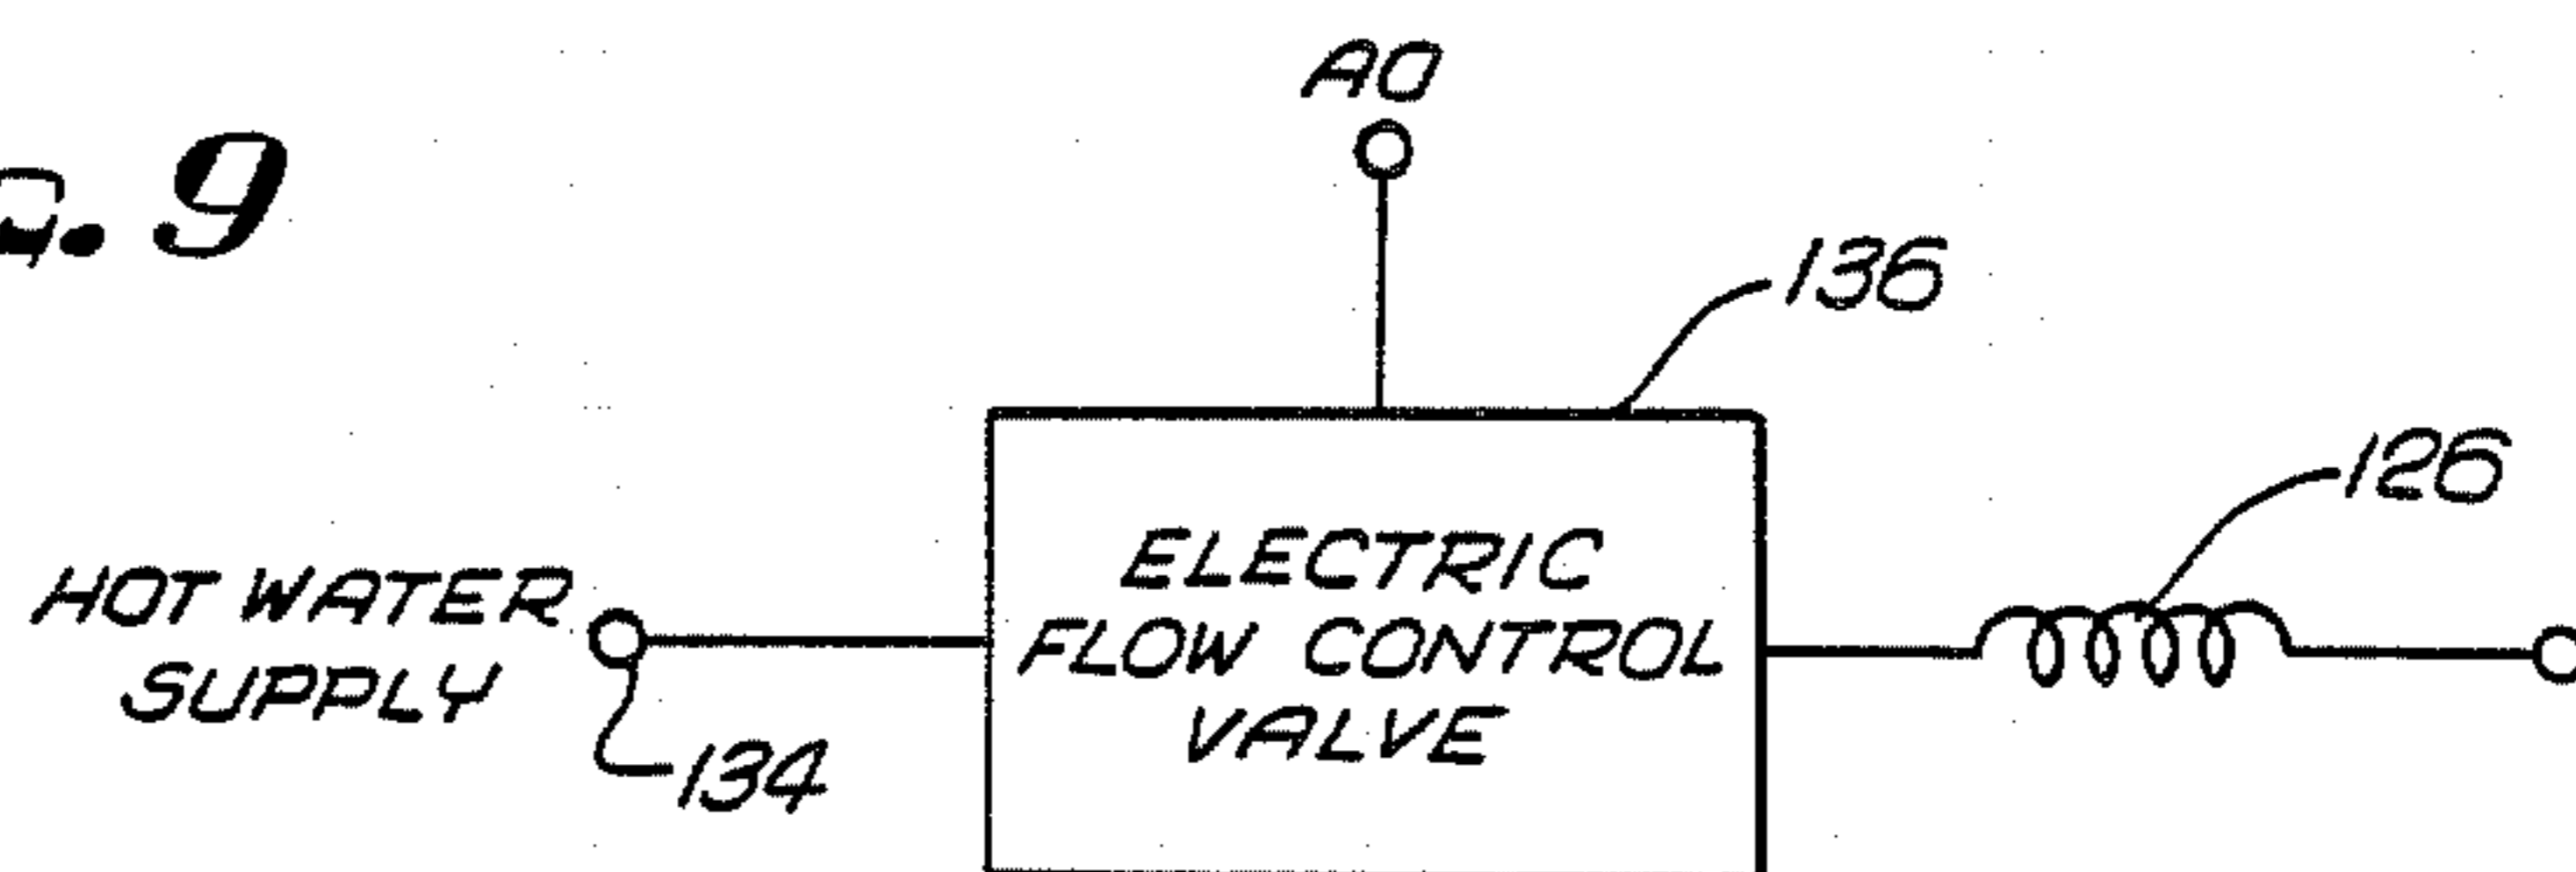 . 9
AO
136
126
HOT WATER
SUPPLY
134
ELECTRIC
FLOW CONTROL
VALVE